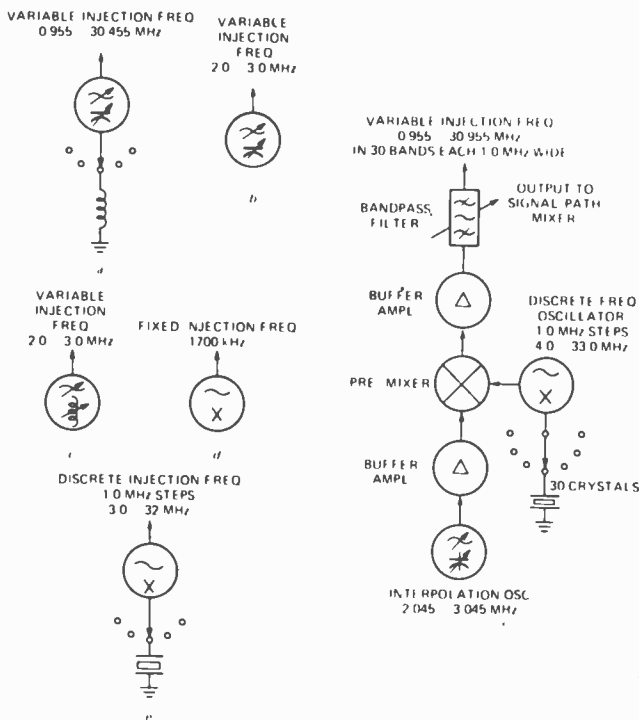 VARIABLE INJECTION FREQ
0.955 30.455 MHz
VARIABLE
INJECTION
FREQ
2.0 3.0 MHz
a
b
VARIABLE
INJECTION
FREQ
2.0 3.0 MHz
FIXED INJECTION FREQ
1700 kHz
c
d
DISCRETE INJECTION FREQ
1.0 MHz STEPS
3.0 32 MHz
X
e
VARIABLE INJECTION FREQ
0.955 30.955 MHz
IN 30 BANDS EACH 1.0 MHz WIDE
BANDPASS
FILTER
OUTPUT TO
SIGNAL PATH
MIXER
BUFFER
AMPL
Δ
DISCRETE FREQ
OSCILLATOR
1.0 MHz STEPS
4.0 33.0 MHz
X
PRE MIXER
BUFFER
AMPL
Δ
30 CRYSTALS
INTERPOLATION OSC
2.045 3.045 MHz